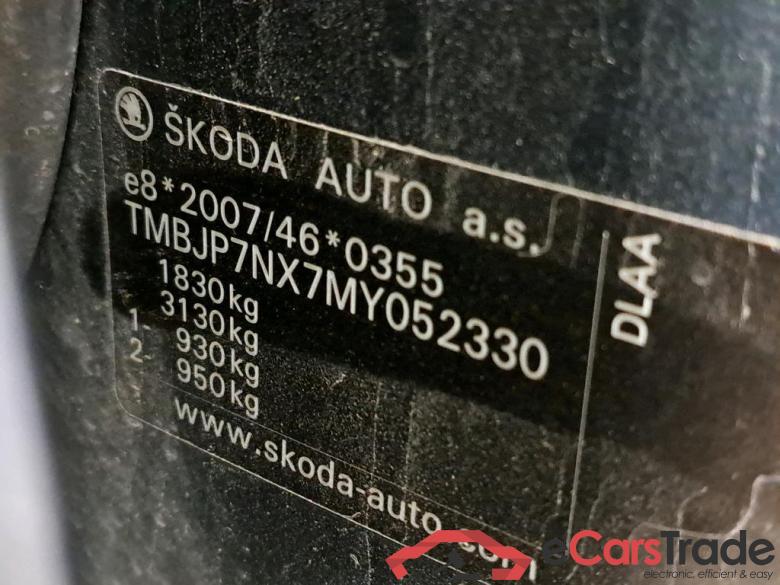 ŠKODA AUTO a.s.
e8*2007/46*0355
TMBJP7NX7MY052330
1830kg
3130kg
1- 930kg
2- 950kg
www.skoda-auto.com
DLAA
eCarsTrade
electronic, efficient & easy